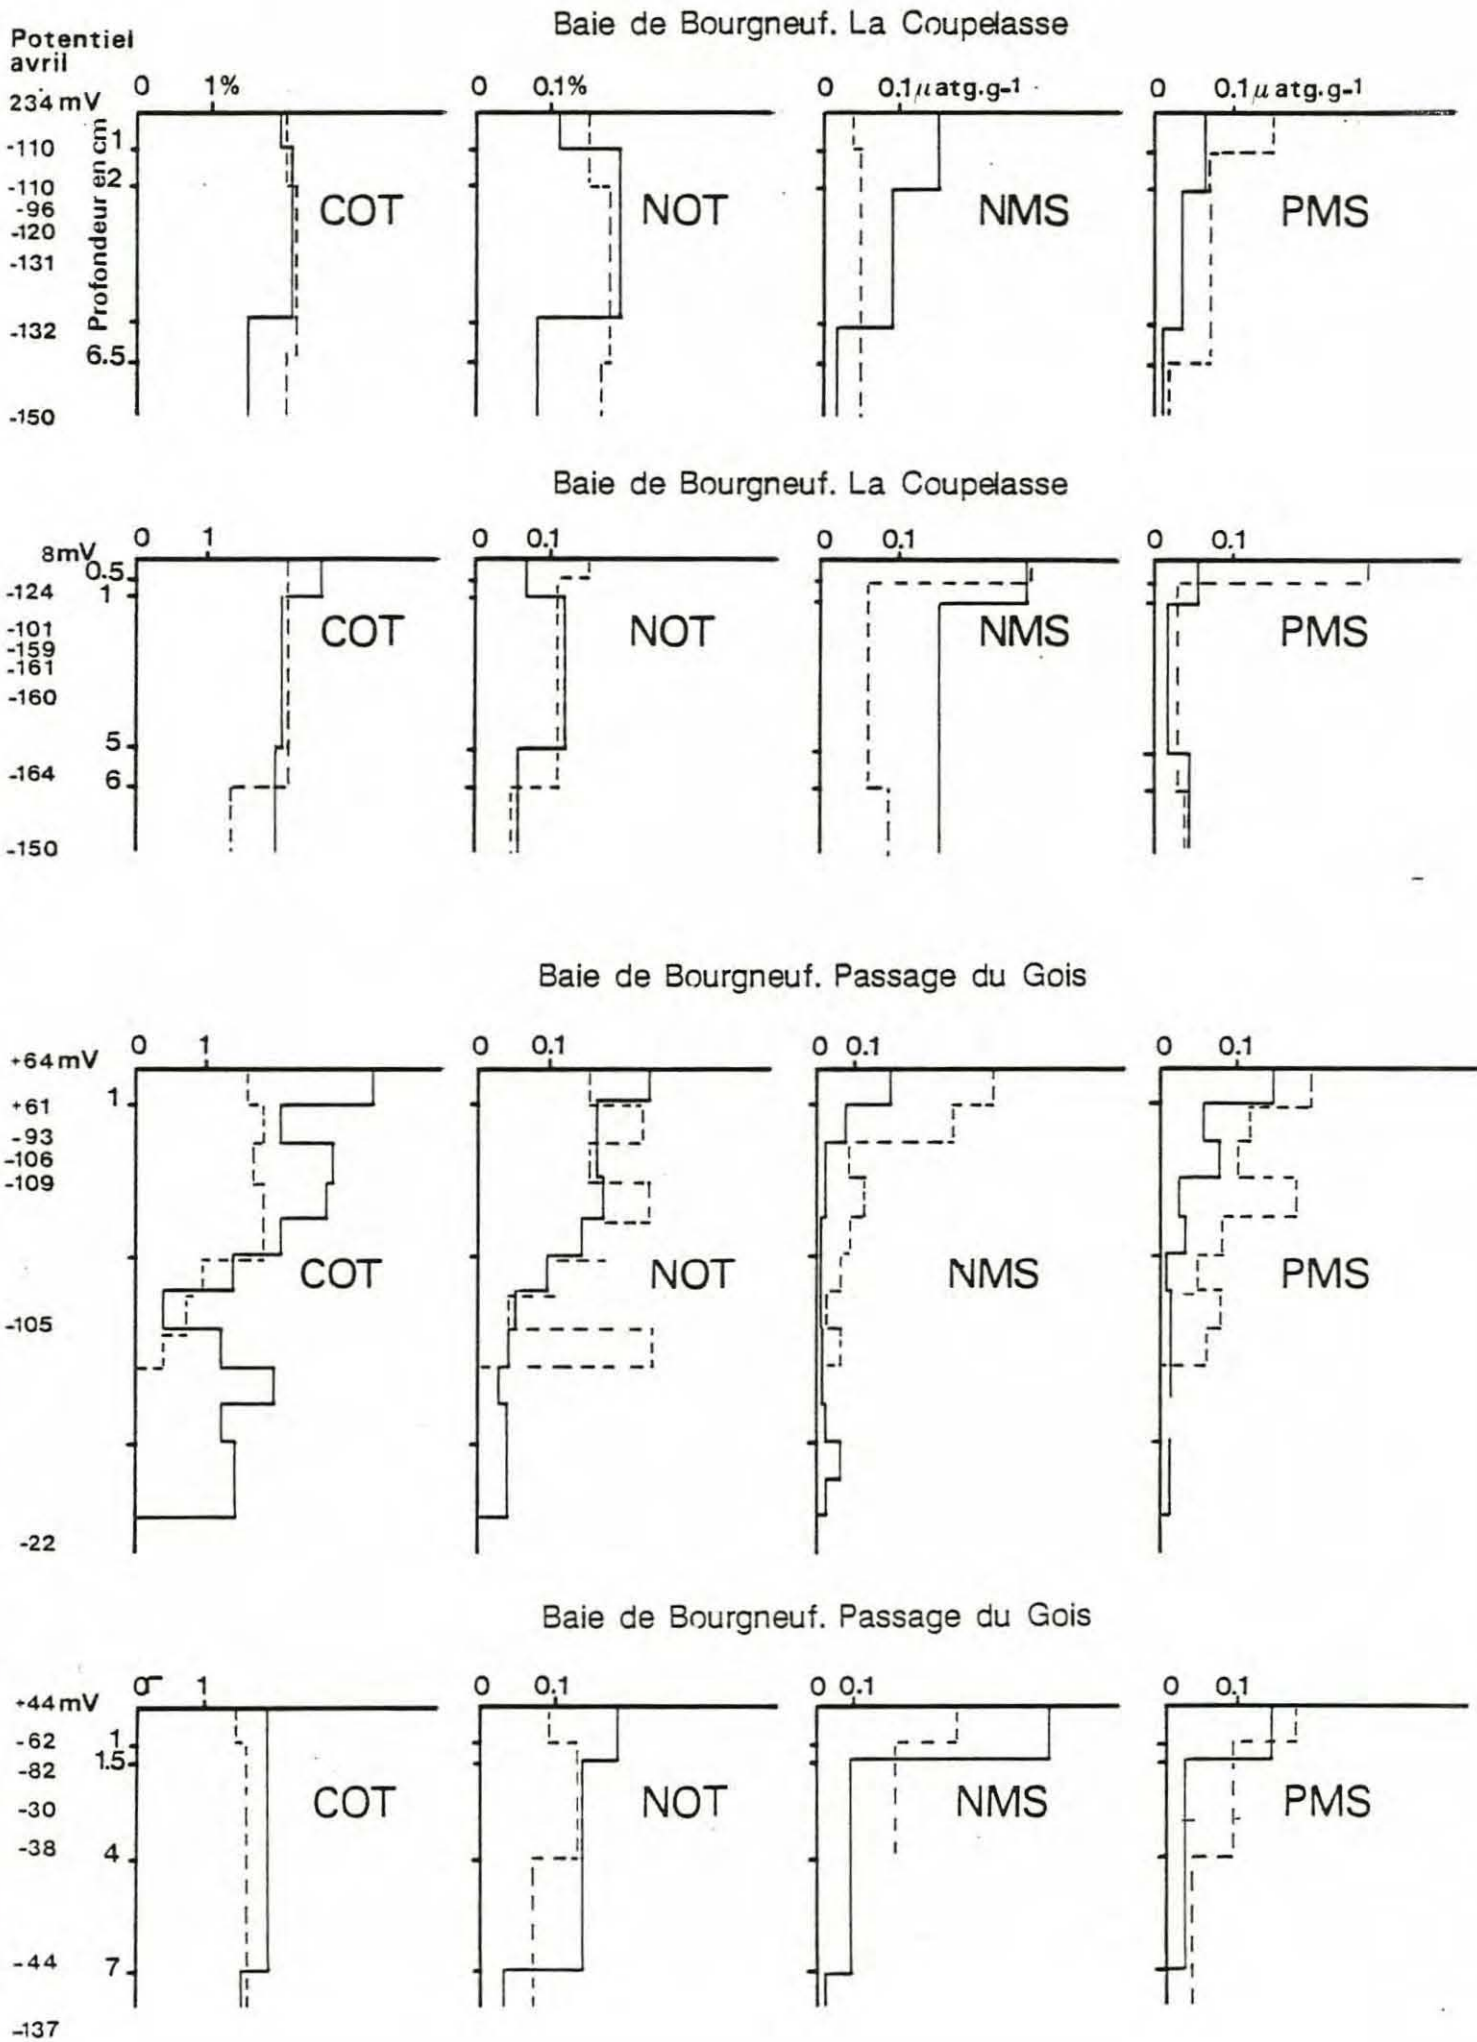 Baie de Bourgneuf. La Coupelasse
Potentiel
avril
0 1% 0 0.1% 0 0.1 µatg.g-1 0 0.1 µatg.g-1
234 mV
Profondeur en cm
1
-110
-110 2
-96
-120
-131
COT NOT NMS PMS
-132
6.5
-150
Baie de Bourgneuf. La Coupelasse
0 1 0 0.1 0 0.1 0 0.1
8mV
0.5
-124 1
-101
-159
-161
-160
COT NOT NMS PMS
5
-164 6
-150
Baie de Bourgneuf. Passage du Gois
0 1 0 0.1 0 0.1 0 0.1
+64 mV
+61 1
-93
-106
-109
COT NOT NMS PMS
-105
-22
Baie de Bourgneuf. Passage du Gois
0 1 0 0.1 0 0.1 0 0.1
+44 mV
-62 1
1.5
-82
-30
COT NOT NMS PMS
-38 4
-44 7
-137